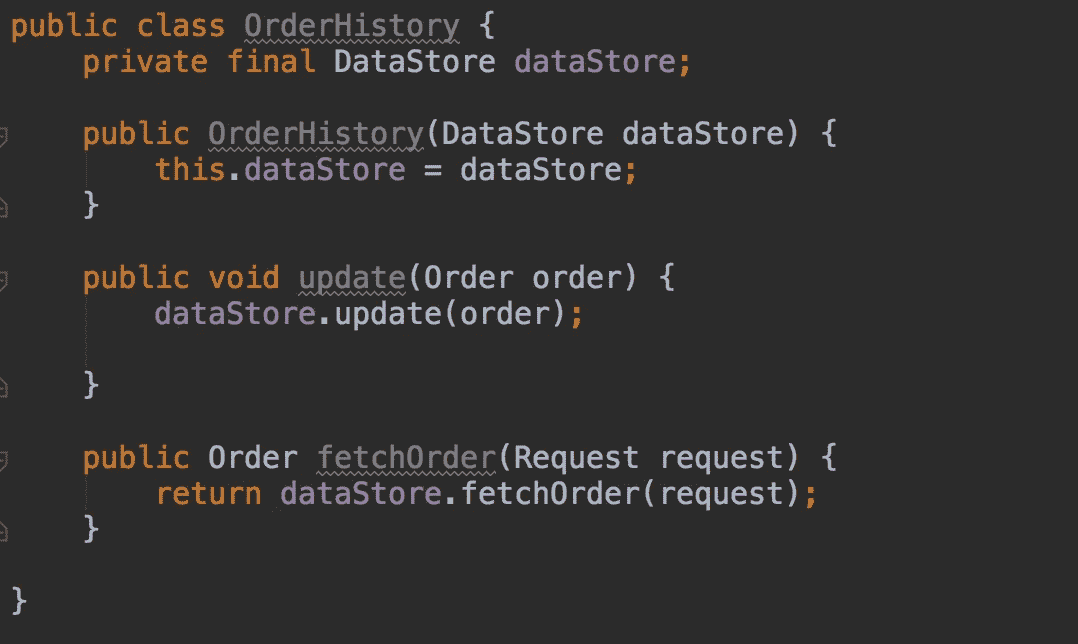 public class OrderHistory {
    private final DataStore dataStore;

    public OrderHistory(DataStore dataStore) {
        this.dataStore = dataStore;
    }

    public void update(Order order) {
        dataStore.update(order);

    }

    public Order fetchOrder(Request request) {
        return dataStore.fetchOrder(request);
    }

}